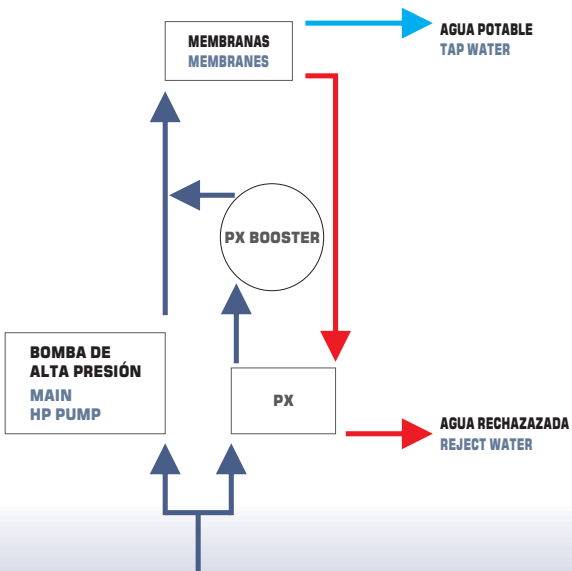 MEMBRANAS
MEMBRANES
AGUA POTABLE
TAP WATER
PX BOOSTER
BOMBA DE
ALTA PRESIÓN
MAIN
HP PUMP
PX
AGUA RECHAZAZADA
REJECT WATER